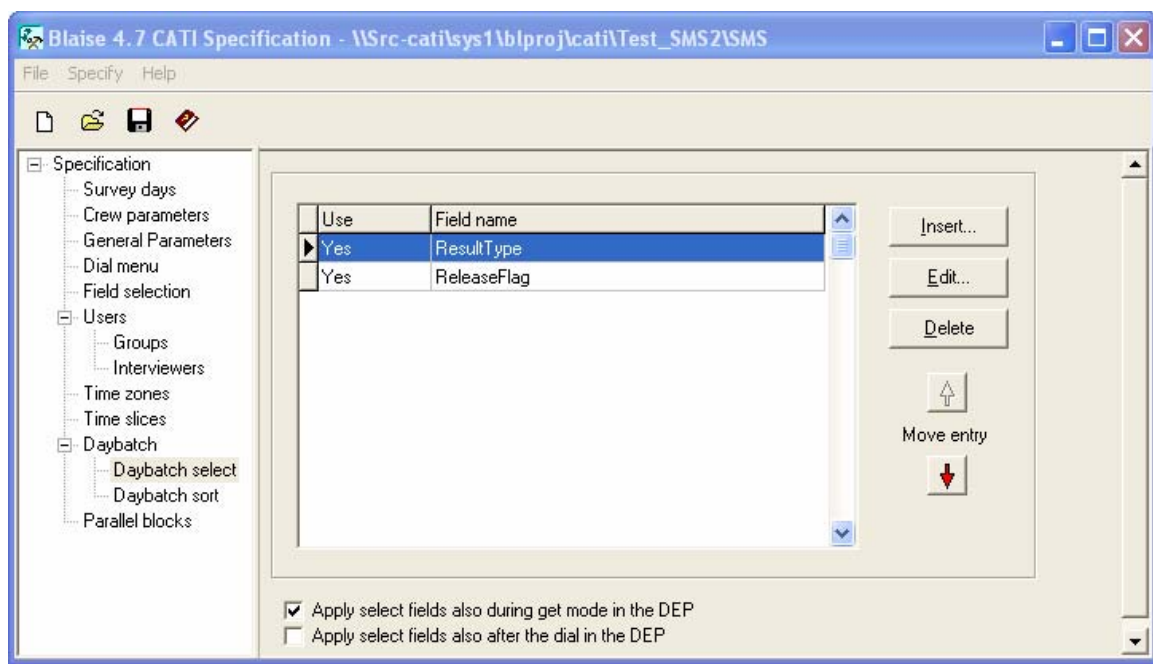 Blaise 4.7 CATI Specification - \\Src-cati\sys1\blproj\cati\Test_SMS2\SMS
File Specify Help
Specification
Survey days
Crew parameters
General Parameters
Dial menu
Field selection
Users
Groups
Interviewers
Time zones
Time slices
Daybatch
Daybatch select
Daybatch sort
Parallel blocks
Use Field name
Yes ResultType
Yes ReleaseFlag
Insert...
Edit...
Delete
Move entry
Apply select fields also during get mode in the DEP
Apply select fields also after the dial in the DEP